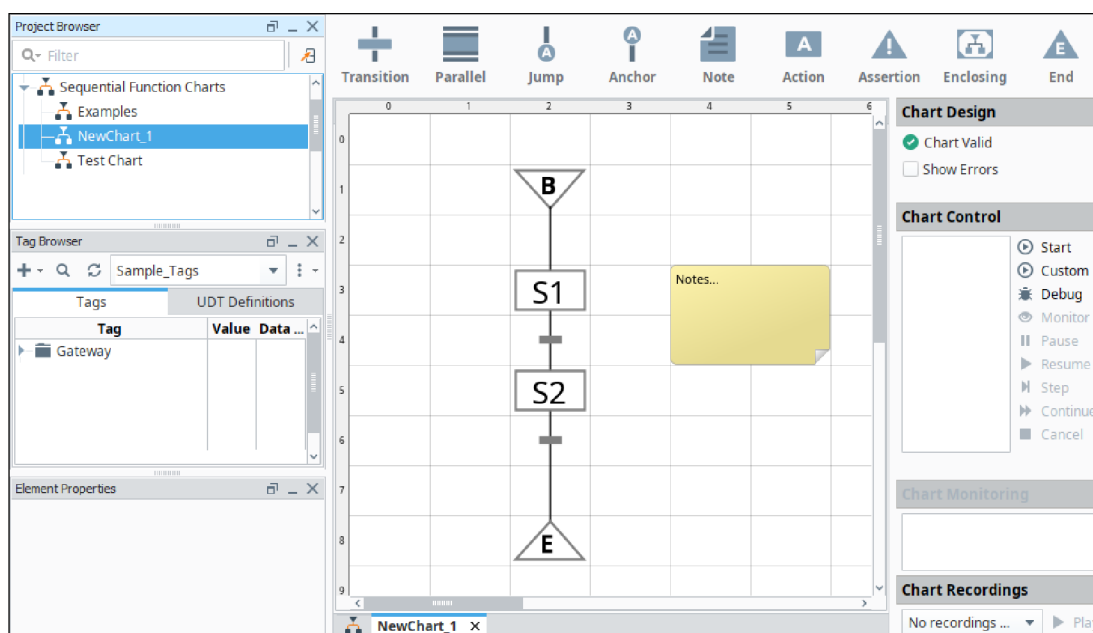 Project Browser
Filter
Sequential Function Charts
Examples
NewChart_1
Test Chart
Tag Browser
Sample_Tags
Tags UDT Definitions
Tag Value Data ...
Gateway
Element Properties
Transition Parallel Jump Anchor Note Action Assertion Enclosing End
A A A E
0 1 2 3 4 5 6
0
1
2
3
4
5
6
7
8
9
B
S1
S2
E
Notes...
NewChart_1
Chart Design
Chart Valid
Show Errors
Chart Control
Start
Custom
Debug
Monitor
Pause
Resume
Step
Continue
Cancel
Chart Monitoring
Chart Recordings
No recordings ... Pla